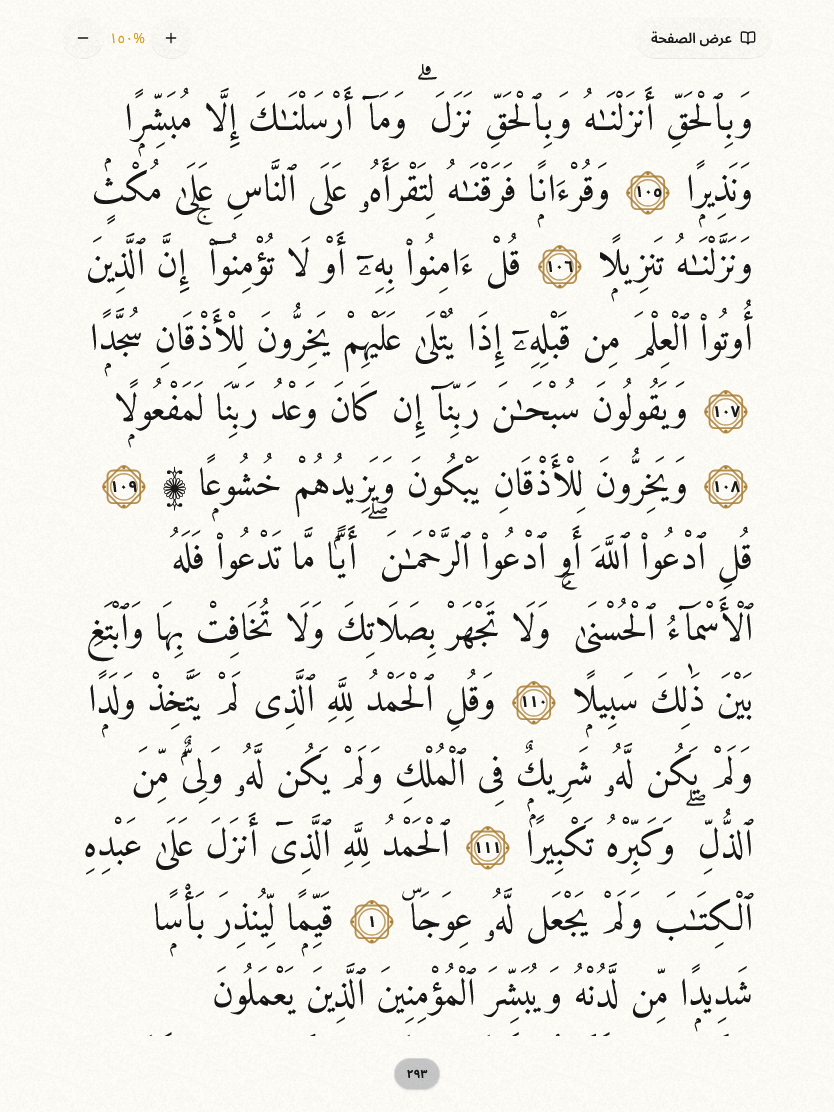 عرض الصفحة + ١٥٠% −
وَبِٱلْحَقِّ أَنزَلْنَـٰهُ وَبِٱلْحَقِّ نَزَلَ ۗ وَمَآ أَرْسَلْنَـٰكَ إِلَّا مُبَشِّرًۭا
وَنَذِيرًۭا ١٠٥ وَقُرْءَانًۭا فَرَقْنَـٰهُ لِتَقْرَأَهُۥ عَلَى ٱلنَّاسِ عَلَىٰ مُكْثٍۢ
وَنَزَّلْنَـٰهُ تَنزِيلًۭا ١٠٦ قُلْ ءَامِنُوا۟ بِهِۦٓ أَوْ لَا تُؤْمِنُوٓا۟ ۚ إِنَّ ٱلَّذِينَ
أُوتُوا۟ ٱلْعِلْمَ مِن قَبْلِهِۦٓ إِذَا يُتْلَىٰ عَلَيْهِمْ يَخِرُّونَ لِلْأَذْقَانِ سُجَّدًۭا
١٠٧ وَيَقُولُونَ سُبْحَـٰنَ رَبِّنَآ إِن كَانَ وَعْدُ رَبِّنَا لَمَفْعُولًۭا
١٠٨ وَيَخِرُّونَ لِلْأَذْقَانِ يَبْكُونَ وَيَزِيدُهُمْ خُشُوعًۭا ۩ ١٠٩
قُلِ ٱدْعُوا۟ ٱللَّهَ أَوِ ٱدْعُوا۟ ٱلرَّحْمَـٰنَ ۖ أَيًّۭا مَّا تَدْعُوا۟ فَلَهُ
ٱلْأَسْمَآءُ ٱلْحُسْنَىٰ ۚ وَلَا تَجْهَرْ بِصَلَاتِكَ وَلَا تُخَافِتْ بِهَا وَٱبْتَغِ
بَيْنَ ذَٰلِكَ سَبِيلًۭا ١١٠ وَقُلِ ٱلْحَمْدُ لِلَّهِ ٱلَّذِى لَمْ يَتَّخِذْ وَلَدًۭا
وَلَمْ يَكُن لَّهُۥ شَرِيكٌۭ فِى ٱلْمُلْكِ وَلَمْ يَكُن لَّهُۥ وَلِىٌّۭ مِّنَ
ٱلذُّلِّ ۖ وَكَبِّرْهُ تَكْبِيرًۢا ١١١ ٱلْحَمْدُ لِلَّهِ ٱلَّذِىٓ أَنزَلَ عَلَىٰ عَبْدِهِ
ٱلْكِتَـٰبَ وَلَمْ يَجْعَل لَّهُۥ عِوَجَا ۜ ١ قَيِّمًۭا لِّيُنذِرَ بَأْسًۭا
شَدِيدًۭا مِّن لَّدُنْهُ وَيُبَشِّرَ ٱلْمُؤْمِنِينَ ٱلَّذِينَ يَعْمَلُونَ
٢٩٣